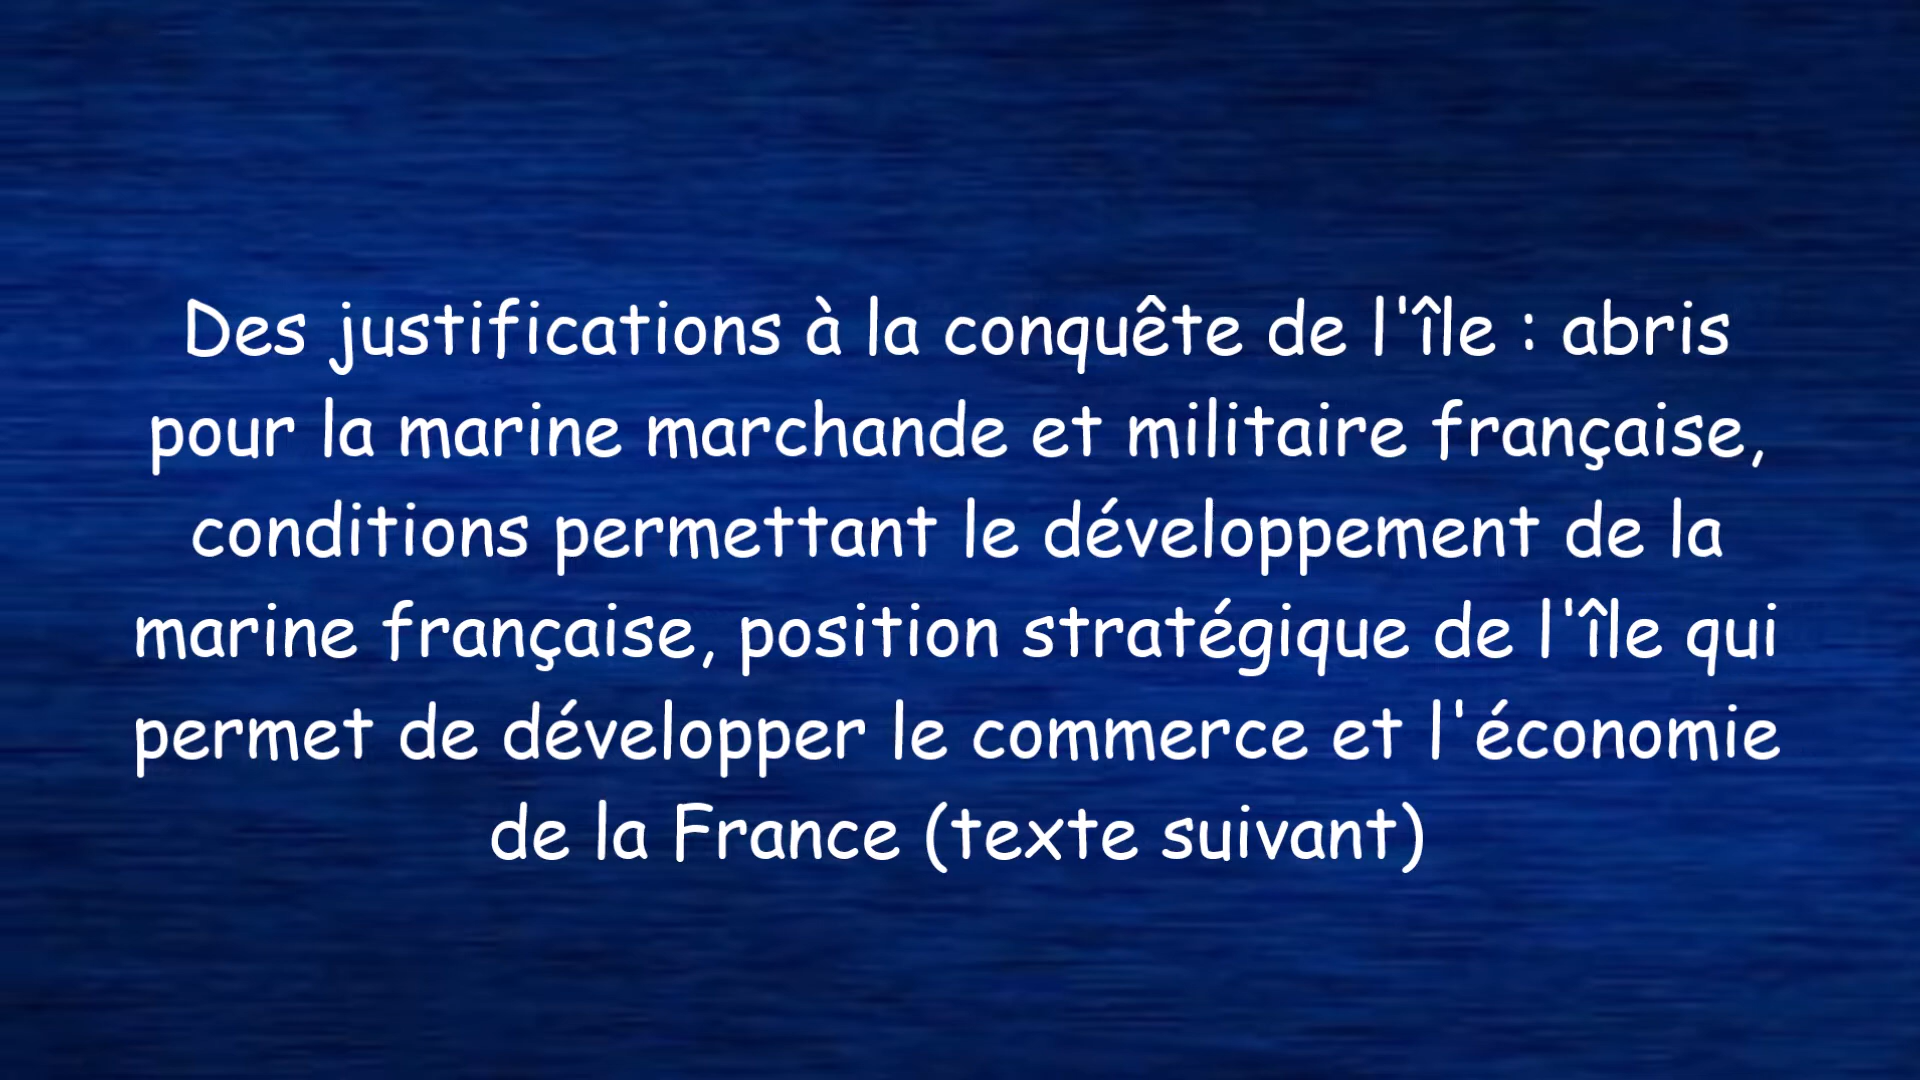 Des justifications à la conquête de l'île : abris
pour la marine marchande et militaire française,
conditions permettant le développement de la
marine française, position stratégique de l'île qui
permet de développer le commerce et l'économie
de la France (texte suivant)